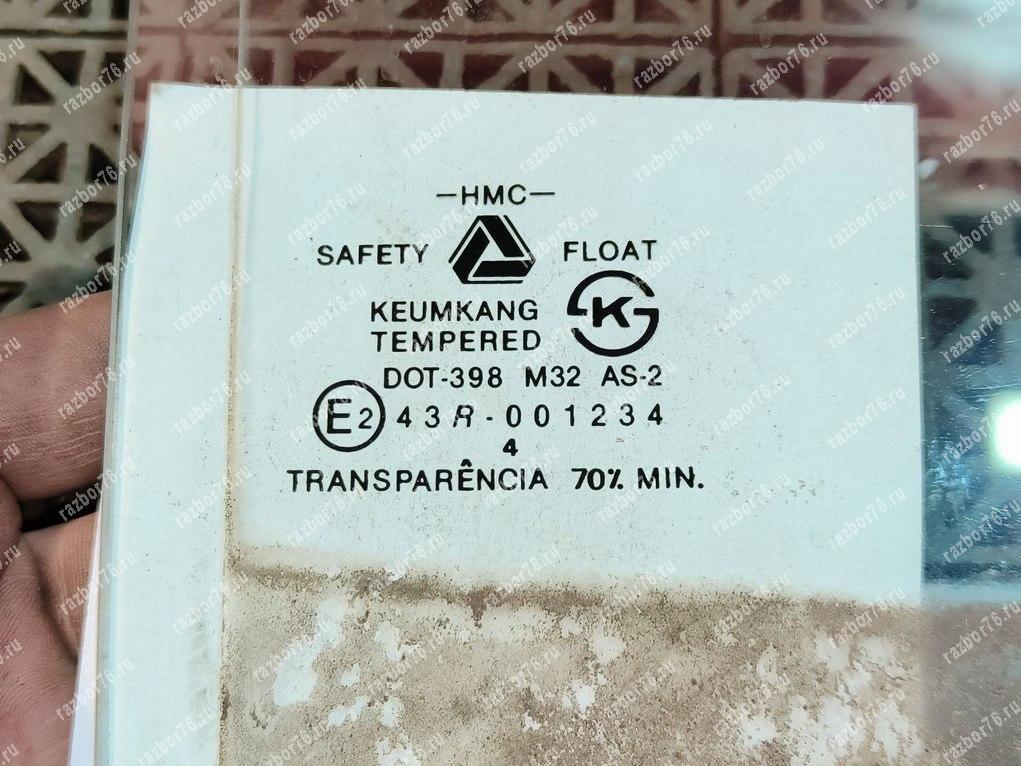 -HMC-
SAFETY FLOAT
KEUMKANG
TEMPERED
K
DOT-398 M32 AS-2
E2 43R-001234
4
TRANSPARÊNCIA 70% MIN.
razbor76.ru